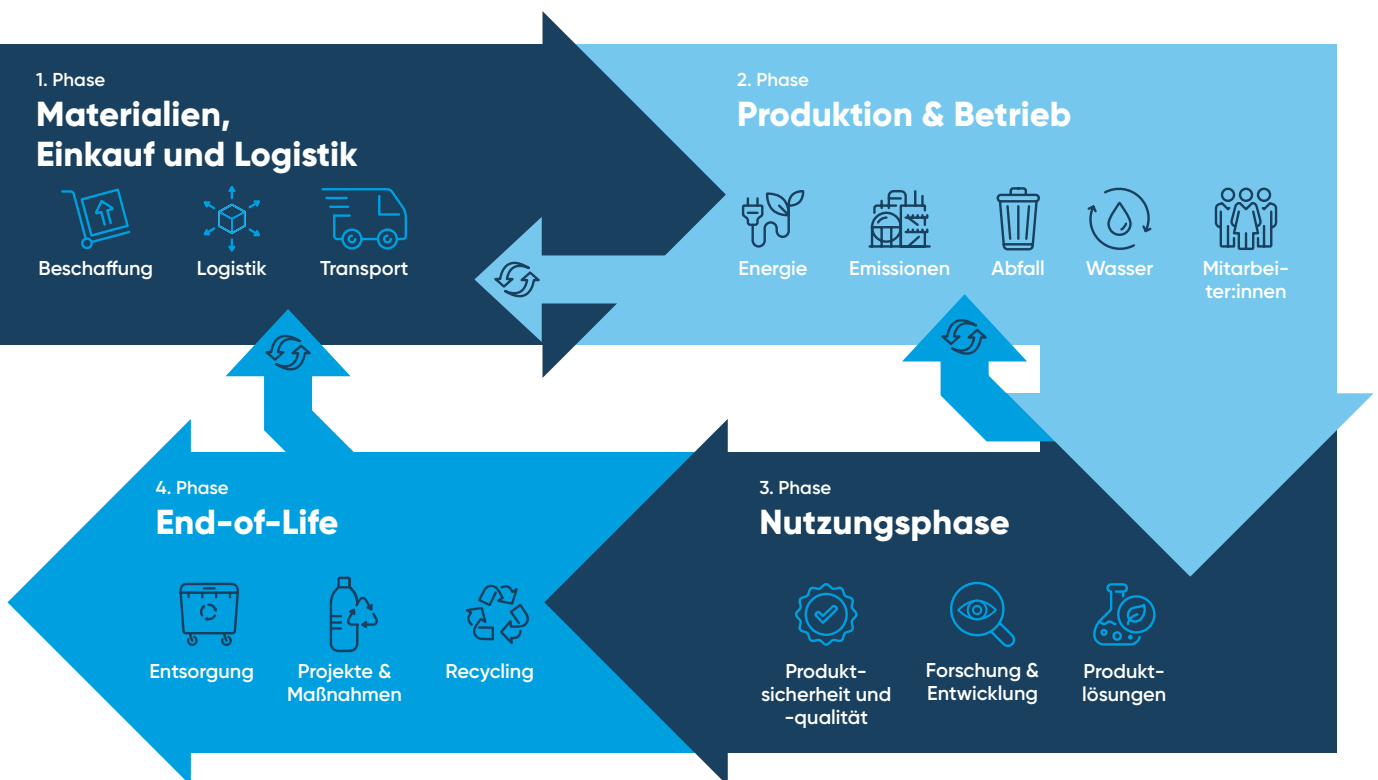 1. Phase
Materialien,
Einkauf und Logistik
Beschaffung
Logistik
Transport
2. Phase
Produktion & Betrieb
Energie
Emissionen
Abfall
Wasser
Mitarbei-
ter:innen
3. Phase
Nutzungsphase
Produkt-
sicherheit und
-qualität
Forschung &
Entwicklung
Produkt-
lösungen
4. Phase
End-of-Life
Entsorgung
Projekte &
Maßnahmen
Recycling